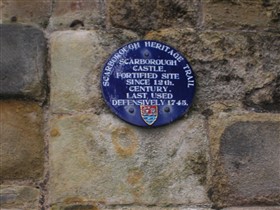 SCARBOROUGH HERITAGE TRAIL
SCARBOROUGH
CASTLE.
FORTIFIED SITE
SINCE 12th.
CENTURY.
LAST USED
DEFENSIVELY 1745.